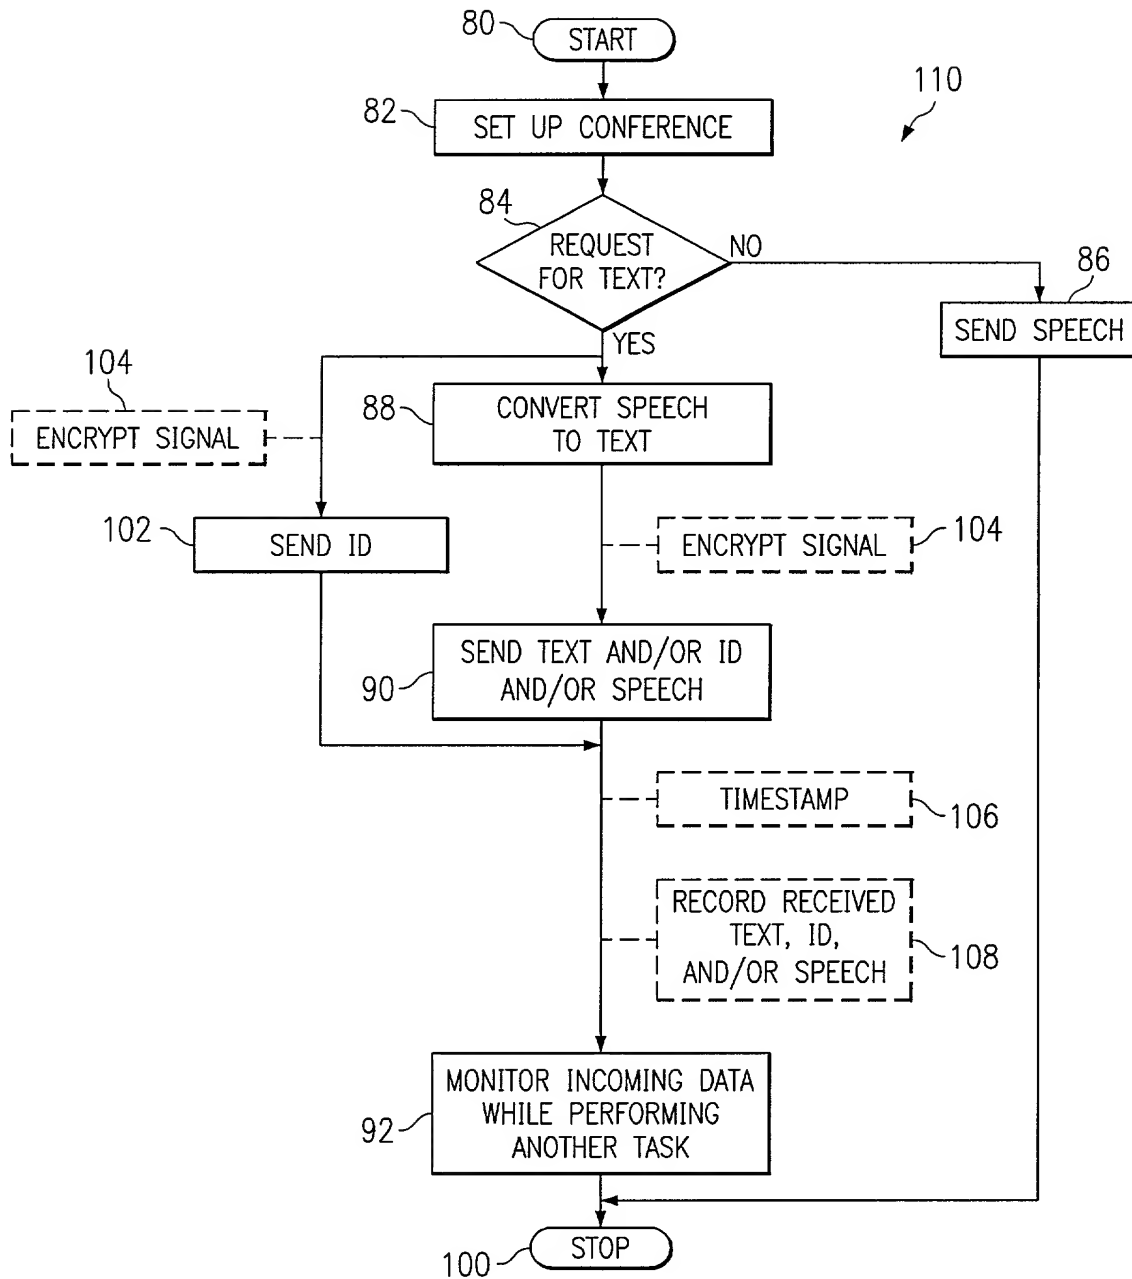 80
START
110
82
SET UP CONFERENCE
84
REQUEST
FOR TEXT?
NO
86
SEND SPEECH
YES
104
ENCRYPT SIGNAL
88
CONVERT SPEECH
TO TEXT
102
SEND ID
ENCRYPT SIGNAL
104
SEND TEXT AND/OR ID
AND/OR SPEECH
90
TIMESTAMP
106
RECORD RECEIVED
TEXT, ID,
AND/OR SPEECH
108
MONITOR INCOMING DATA
WHILE PERFORMING
ANOTHER TASK
92
STOP
100